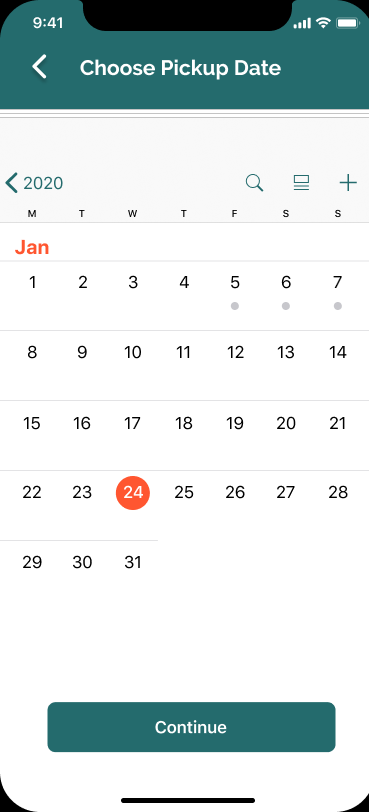 9:41
Choose Pickup Date
2020
M T W T F S S
Jan
1 2 3 4 5 6 7
8 9 10 11 12 13 14
15 16 17 18 19 20 21
22 23 24 25 26 27 28
29 30 31
Continue